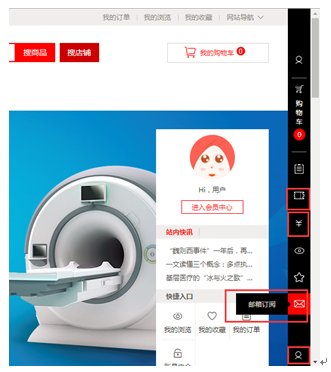 我的订单 我的浏览 我的收藏 网站导航
搜商品 搜店铺 我的购物车 0
购物车
0
Hi，用户
进入会员中心
站内快讯
“魏则西事件”一年后，再...
一文读懂三个概念：多点执...
基层医疗的“冰与火之歌”...
快捷入口
邮箱订阅
我的浏览 我的收藏 我的订单